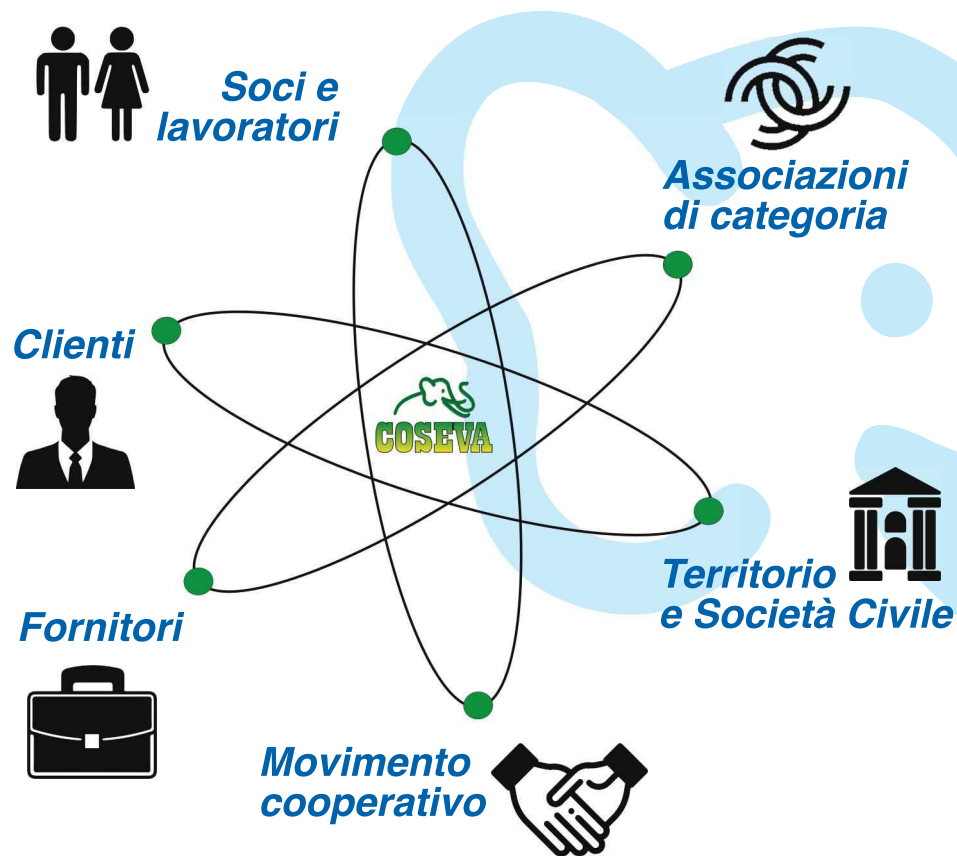 Soci e
lavoratori
Associazioni
di categoria
Clienti
COSEVA
Territorio
e Società Civile
Fornitori
Movimento
cooperativo